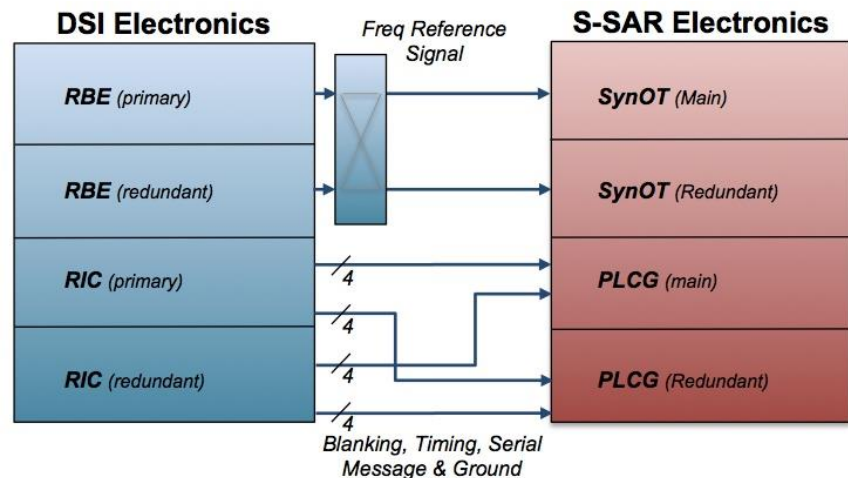 DSI Electronics
Freq Reference
Signal
S-SAR Electronics
RBE (primary)
RBE (redundant)
RIC (primary)
RIC (redundant)
SynOT (Main)
SynOT (Redundant)
PLCG (main)
PLCG (Redundant)
4
4
4
4
Blanking, Timing, Serial
Message & Ground